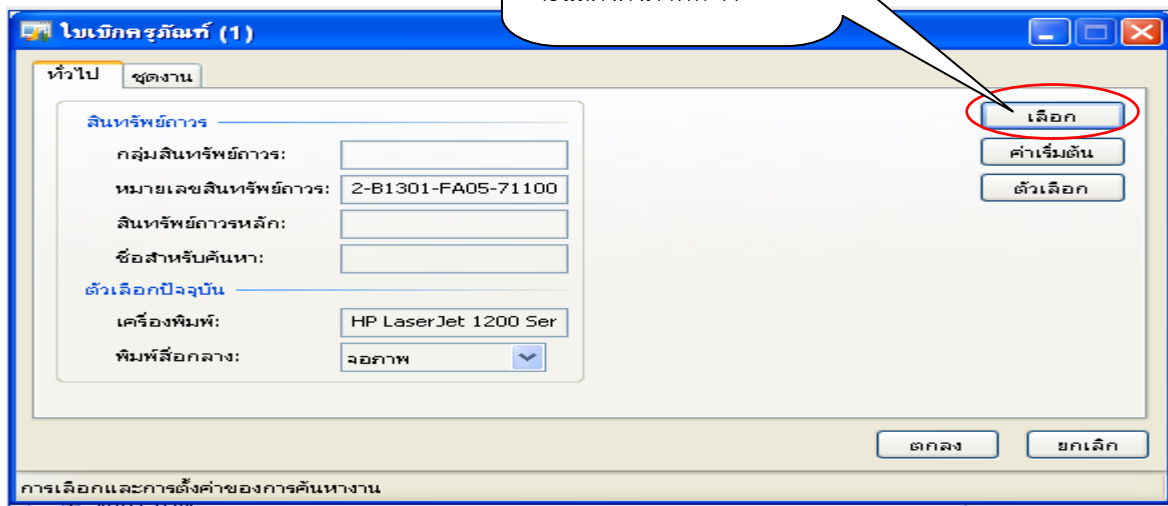 ใบเบิกครุภัณฑ์ (1)
ทั่วไป
ชุดงาน
สินทรัพย์ถาวร
กลุ่มสินทรัพย์ถาวร:
หมายเลขสินทรัพย์ถาวร: 2-B1301-FA05-71100
สินทรัพย์ถาวรหลัก:
ชื่อสำหรับค้นหา:
ตัวเลือกปัจจุบัน
เครื่องพิมพ์: HP LaserJet 1200 Ser
พิมพ์สื่อกลาง: จอภาพ
เลือก
ค่าเริ่มต้น
ตัวเลือก
ตกลง
ยกเลิก
การเลือกและการตั้งค่าของการค้นหางาน